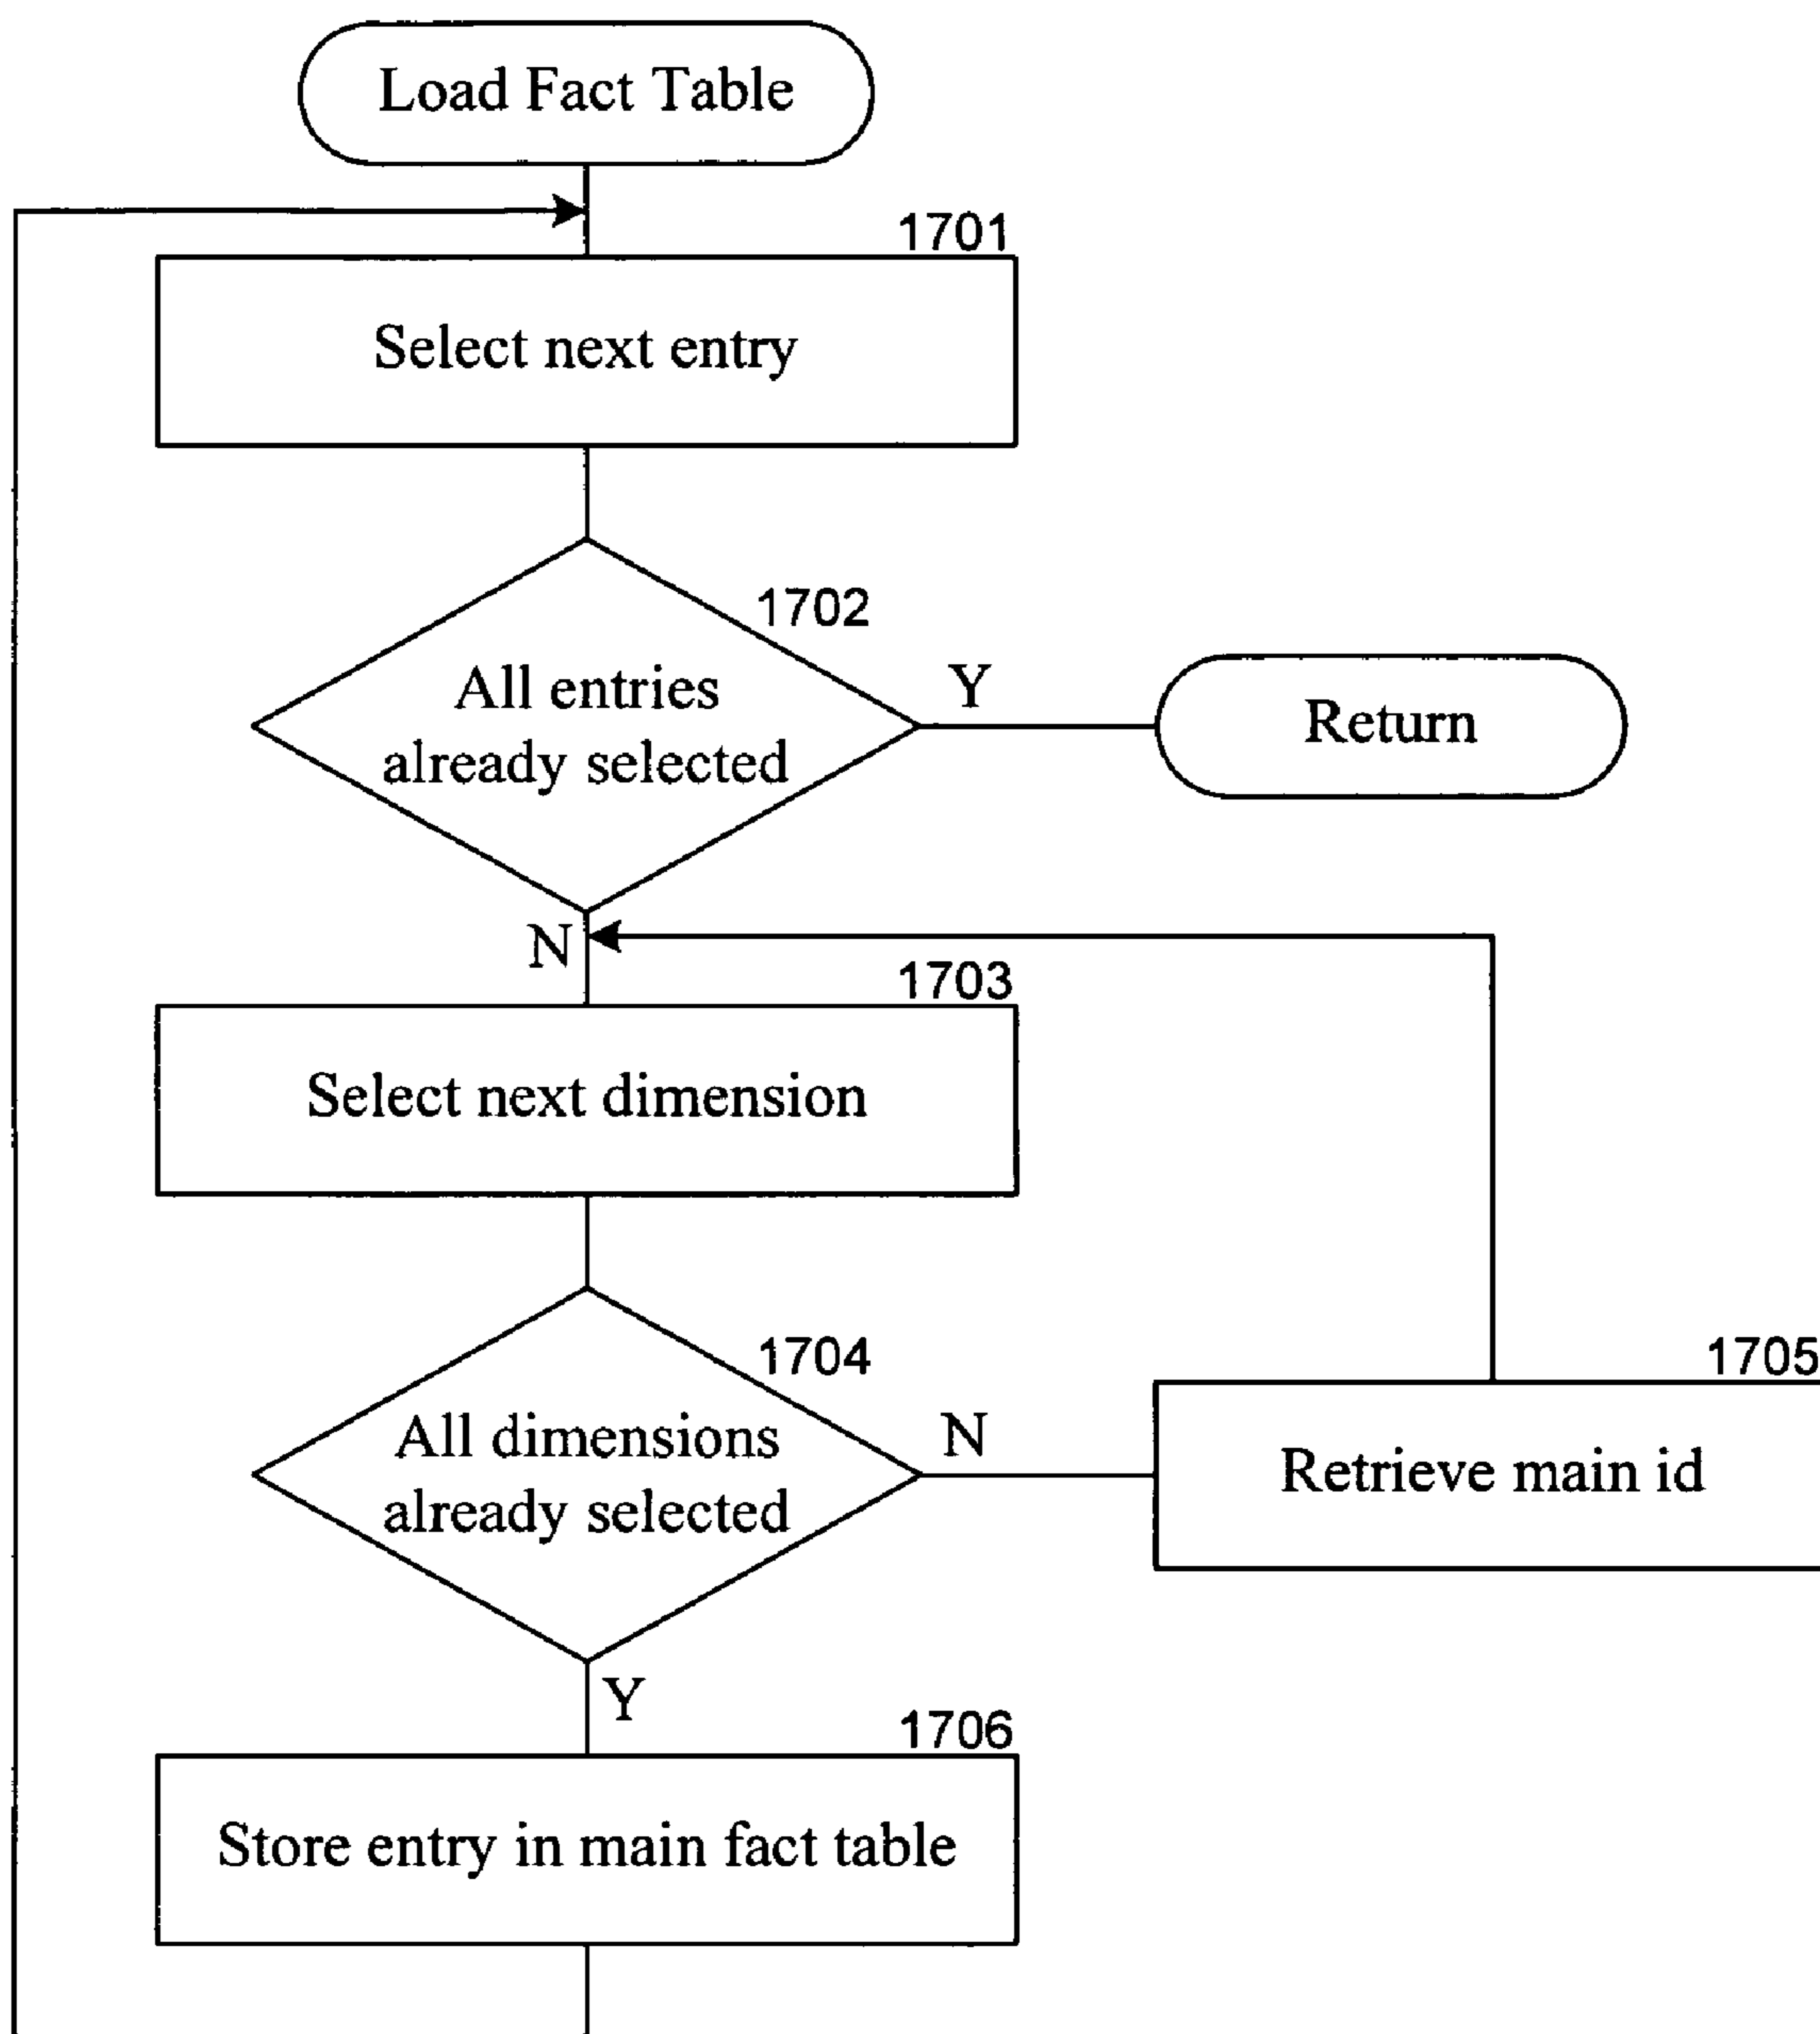 Load Fact Table
1701
Select next entry
1702
All entries
already selected
Y
Return
N
1703
Select next dimension
1704
All dimensions
already selected
N
1705
Retrieve main id
Y
1706
Store entry in main fact table